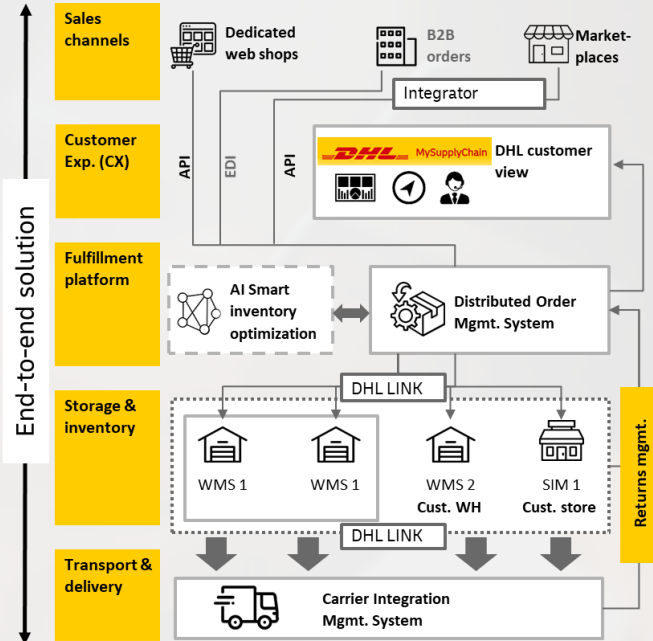 Sales
channels
Dedicated
web shops
B2B
orders
Market-
places
Integrator
Customer
Exp. (CX)
API
EDI
API
DHL
MySupplyChain
DHL customer
view
End-to-end solution
Fulfillment
platform
AI Smart
inventory
optimization
Distributed Order
Mgmt. System
DHL LINK
Storage &
inventory
WMS 1
WMS 1
WMS 2
Cust. WH
SIM 1
Cust. store
Returns mgmt.
DHL LINK
Transport &
delivery
Carrier Integration
Mgmt. System